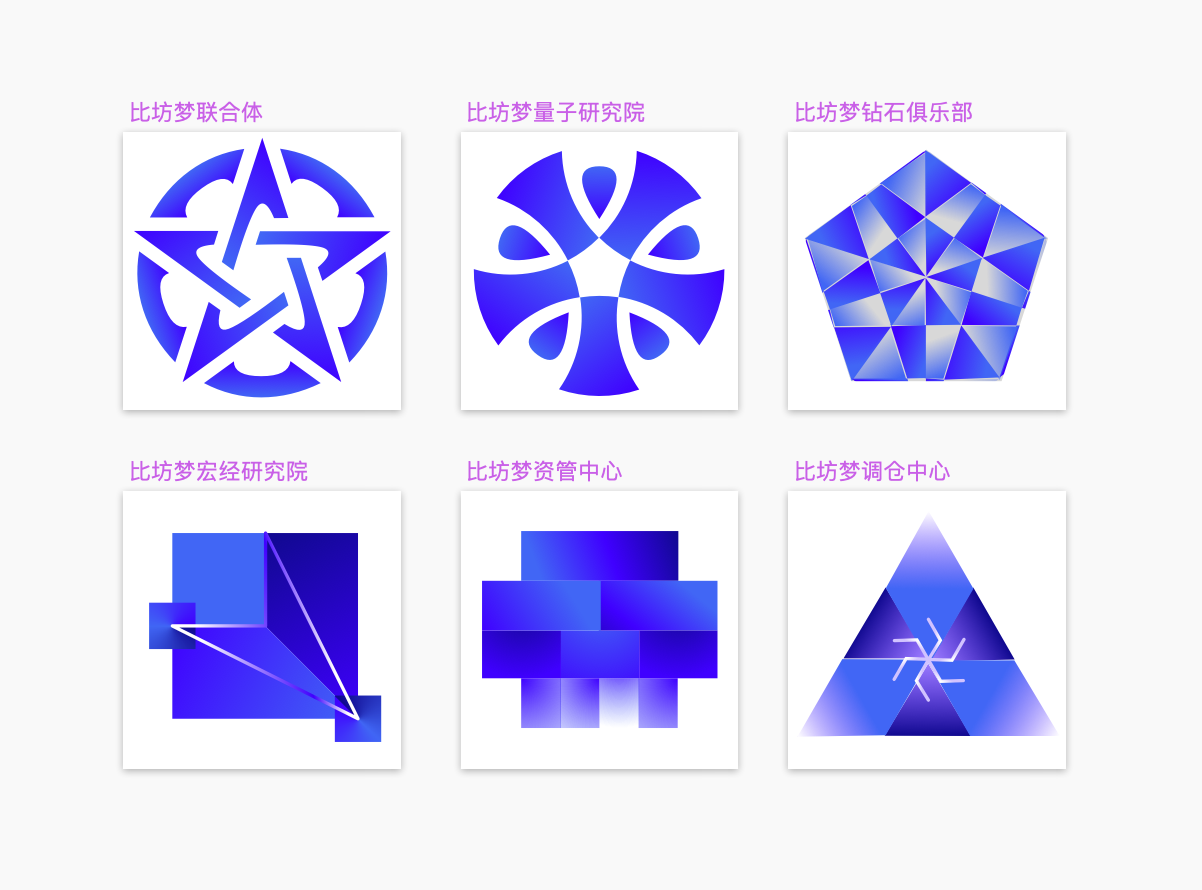 比坊梦联合体
比坊梦量子研究院
比坊梦钻石俱乐部
比坊梦宏经研究院
比坊梦资管中心
比坊梦调仓中心